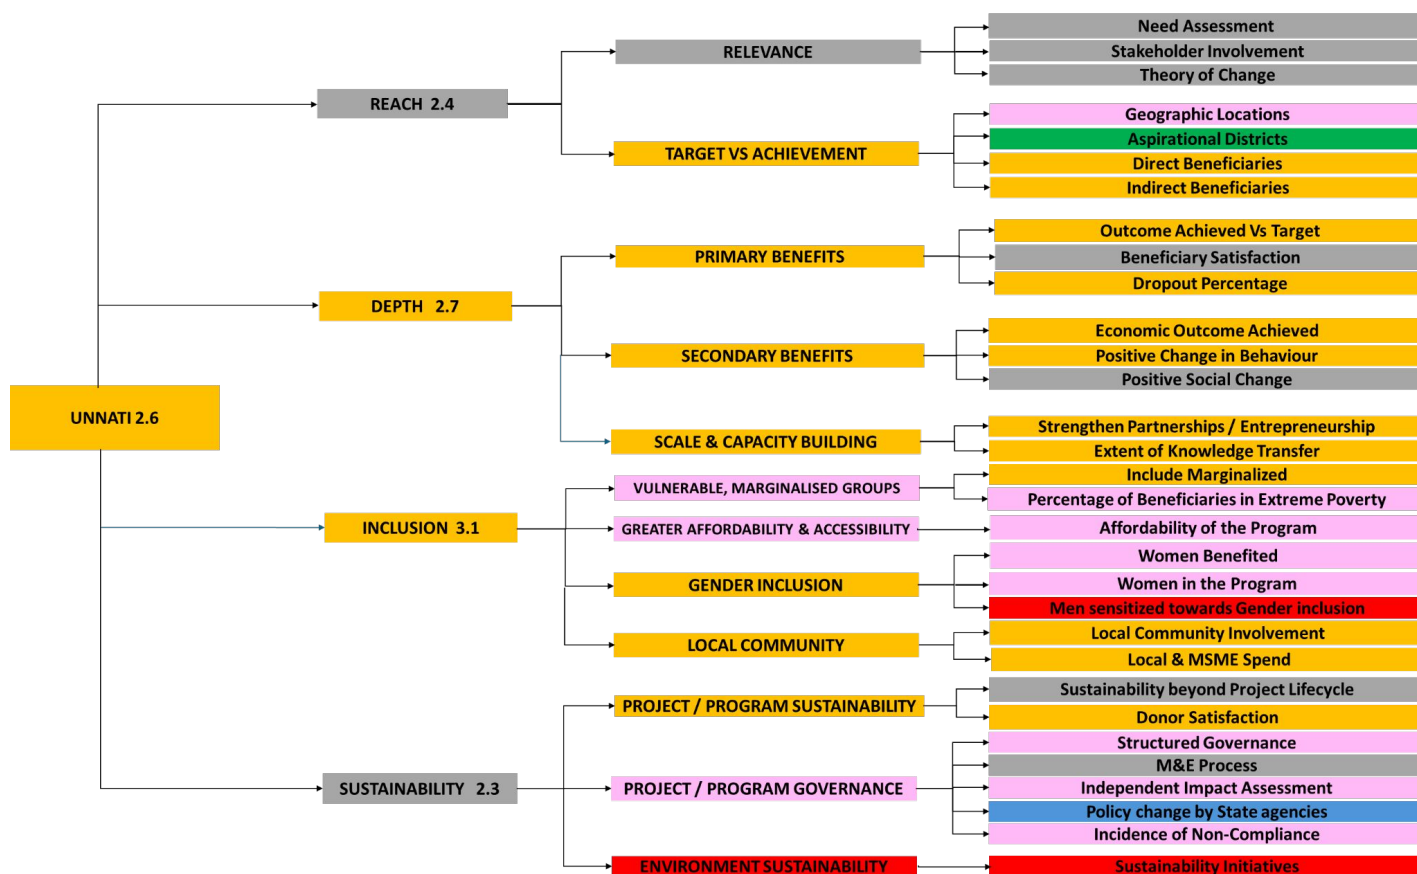 UNNATI 2.6
REACH 2.4
RELEVANCE
Need Assessment
Stakeholder Involvement
Theory of Change
TARGET VS ACHIEVEMENT
Geographic Locations
Aspirational Districts
Direct Beneficiaries
Indirect Beneficiaries
DEPTH 2.7
PRIMARY BENEFITS
Outcome Achieved Vs Target
Beneficiary Satisfaction
Dropout Percentage
SECONDARY BENEFITS
Economic Outcome Achieved
Positive Change in Behaviour
Positive Social Change
SCALE & CAPACITY BUILDING
Strengthen Partnerships / Entrepreneurship
Extent of Knowledge Transfer
INCLUSION 3.1
VULNERABLE, MARGINALISED GROUPS
Include Marginalized
Percentage of Beneficiaries in Extreme Poverty
GREATER AFFORDABILITY & ACCESSIBILITY
Affordability of the Program
GENDER INCLUSION
Women Benefited
Women in the Program
Men sensitized towards Gender inclusion
LOCAL COMMUNITY
Local Community Involvement
Local & MSME Spend
SUSTAINABILITY 2.3
PROJECT / PROGRAM SUSTAINABILITY
Sustainability beyond Project Lifecycle
Donor Satisfaction
PROJECT / PROGRAM GOVERNANCE
Structured Governance
M&E Process
Independent Impact Assessment
Policy change by State agencies
Incidence of Non-Compliance
ENVIRONMENT SUSTAINABILITY
Sustainability Initiatives